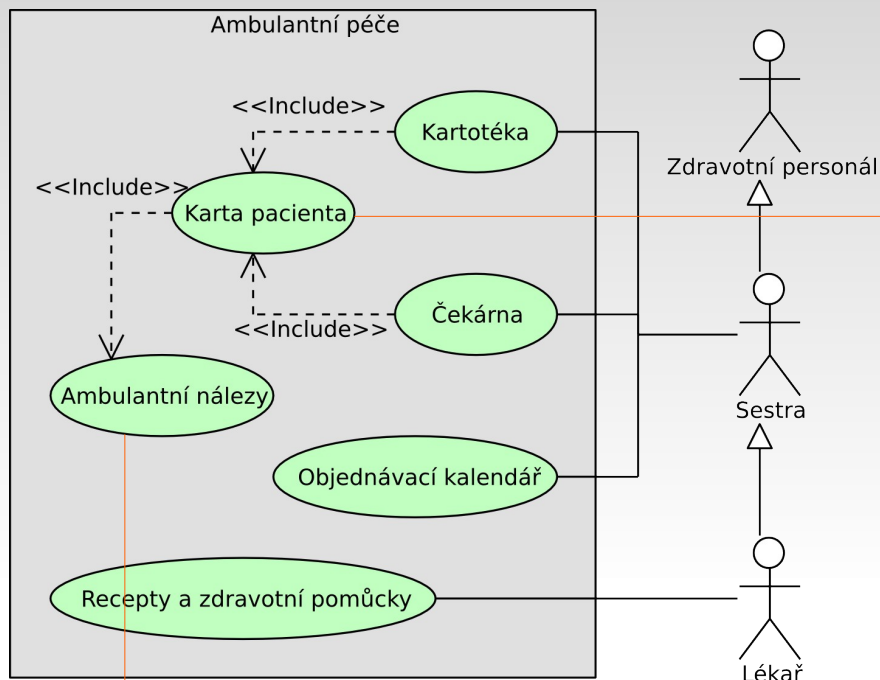 Ambulantní péče
<<Include>>
Kartotéka
Zdravotní personál
<<Include>>
Karta pacienta
Čekárna
<<Include>>
Ambulantní nálezy
Sestra
Objednávací kalendář
Recepty a zdravotní pomůcky
Lékař